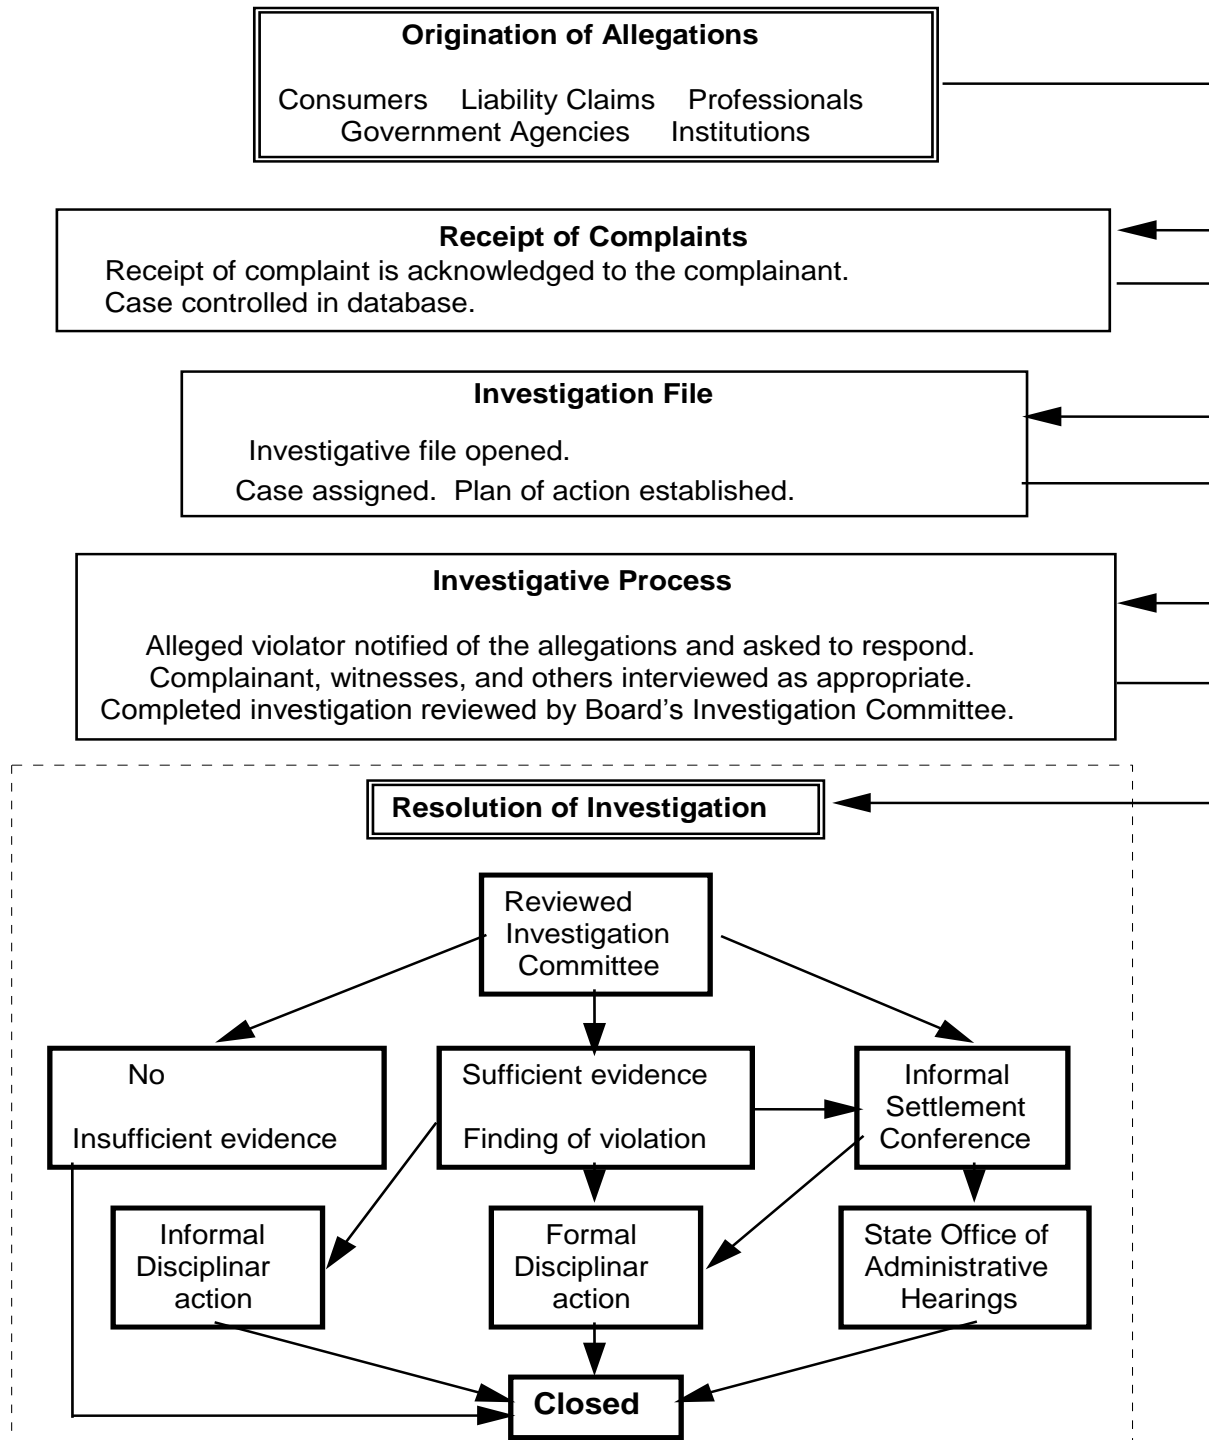 Origination of Allegations
Consumers Liability Claims Professionals
Government Agencies Institutions
Receipt of Complaints
Receipt of complaint is acknowledged to the complainant.
Case controlled in database.
Investigation File
Investigative file opened.
Case assigned. Plan of action established.
Investigative Process
Alleged violator notified of the allegations and asked to respond.
Complainant, witnesses, and others interviewed as appropriate.
Completed investigation reviewed by Board's Investigation Committee.
Resolution of Investigation
Reviewed
Investigation
Committee
No
Insufficient evidence
Sufficient evidence
Finding of violation
Informal
Settlement
Conference
Informal
Disciplinar
action
Formal
Disciplinar
action
State Office of
Administrative
Hearings
Closed